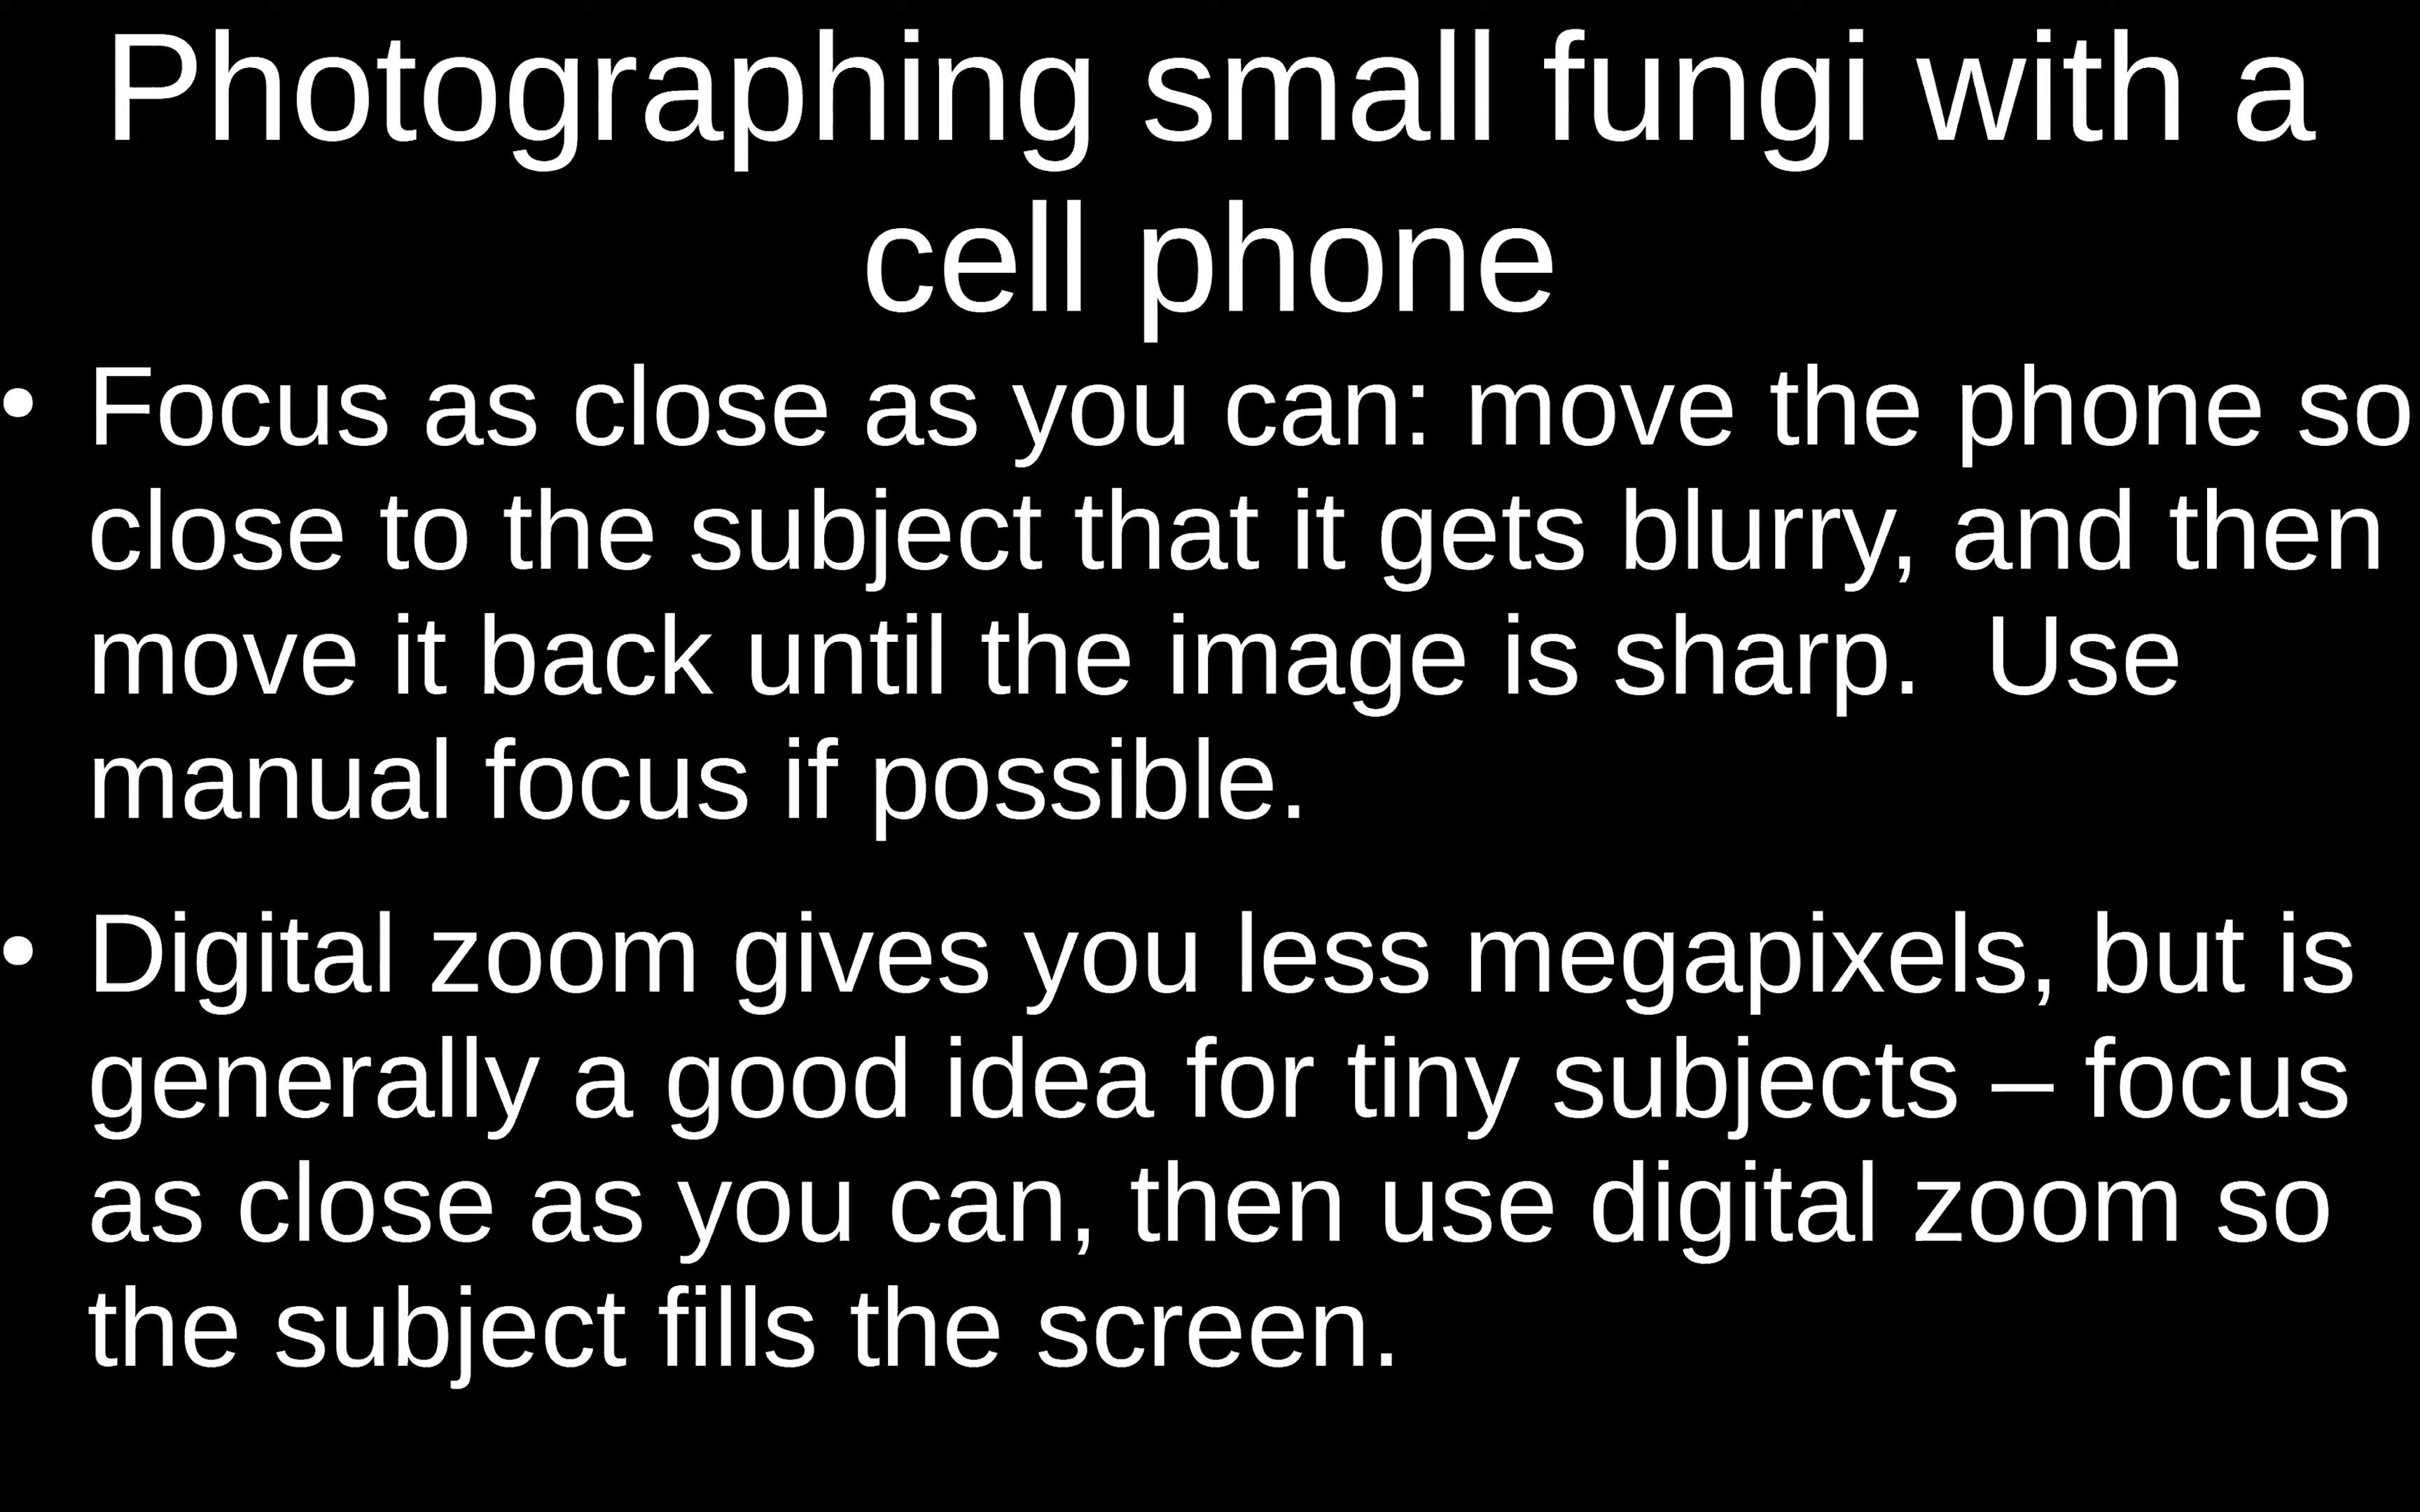 Photographing small fungi with a
cell phone
• Focus as close as you can: move the phone so
close to the subject that it gets blurry, and then
move it back until the image is sharp.  Use
manual focus if possible.
• Digital zoom gives you less megapixels, but is
generally a good idea for tiny subjects – focus
as close as you can, then use digital zoom so
the subject fills the screen.